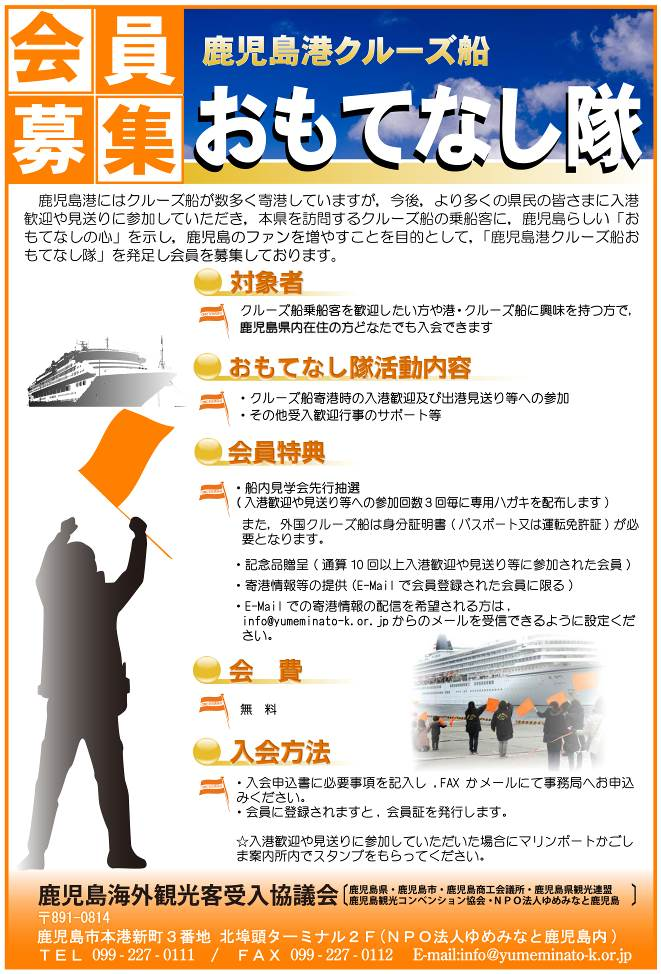 会員
募集
鹿児島港クルーズ船
おもてなし隊
鹿児島港にはクルーズ船が数多く寄港していますが，今後，より多くの県民の皆さまに入港
歓迎や見送りに参加していただき，本県を訪問するクルーズ船の乗船客に，鹿児島らしい「お
もてなしの心」を示し，鹿児島のファンを増やすことを目的として，「鹿児島港クルーズ船お
もてなし隊」を発足し会員を募集しております。
対象者
クルーズ船乗船客を歓迎したい方や港・クルーズ船に興味を持つ方で，
鹿児島県内在住の方どなたでも入会できます
おもてなし隊活動内容
・クルーズ船寄港時の入港歓迎及び出港見送り等への参加
・その他受入歓迎行事のサポート等
会員特典
・船内見学会先行抽選
(入港歓迎や見送り等への参加回数３回毎に専用ハガキを配布します)
また，外国クルーズ船は身分証明書(パスポート又は運転免許証)が必
要となります。
・記念品贈呈(通算10回以上入港歓迎や見送り等に参加された会員)
・寄港情報等の提供(E-Mailで会員登録された会員に限る)
・E-Mailでの寄港情報の配信を希望される方は，
info@yumeminato-k.or.jpからのメールを受信できるように設定くだ
さい。
会　費
無　料
入会方法
・入会申込書に必要事項を記入し，FAXかメールにて事務局へお申込
みください。
・会員に登録されますと，会員証を発行します。
☆入港歓迎や見送りに参加していただいた場合にマリンポートかごし
ま案内所内でスタンプをもらってください。
鹿児島海外観光客受入協議会
鹿児島県・鹿児島市・鹿児島商工会議所・鹿児島県観光連盟
鹿児島観光コンベンション協会・ＮＰＯ法人ゆめみなと鹿児島
〒891-0814
鹿児島市本港新町３番地 北埠頭ターミナル２Ｆ(ＮＰＯ法人ゆめみなと鹿児島内)
ＴＥＬ 099-227-0111 / ＦＡＸ 099-227-0112 E-mail:info@yumeminato-k.or.jp